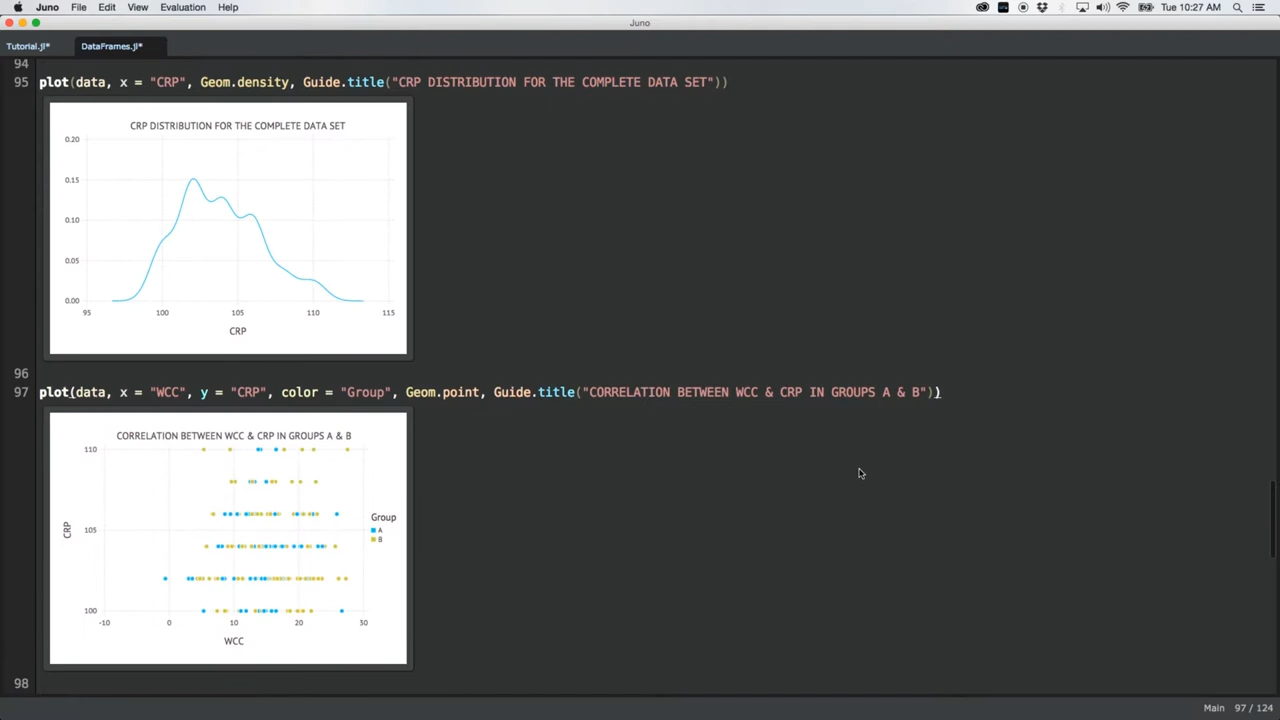 Juno File Edit View Evaluation Help Tue 10:27 AM
Juno
Tutorial.jl* DataFrames.jl*
94
95 plot(data, x = "CRP", Geom.density, Guide.title("CRP DISTRIBUTION FOR THE COMPLETE DATA SET"))
CRP DISTRIBUTION FOR THE COMPLETE DATA SET
0.20
0.15
0.10
0.05
0.00
95 100 105 110 115
CRP
96
97 plot(data, x = "WCC", y = "CRP", color = "Group", Geom.point, Guide.title("CORRELATION BETWEEN WCC & CRP IN GROUPS A & B"))
CORRELATION BETWEEN WCC & CRP IN GROUPS A & B
110
105
100
CRP
Group
A
B
-10 0 10 20 30
WCC
98
Main 97 / 124